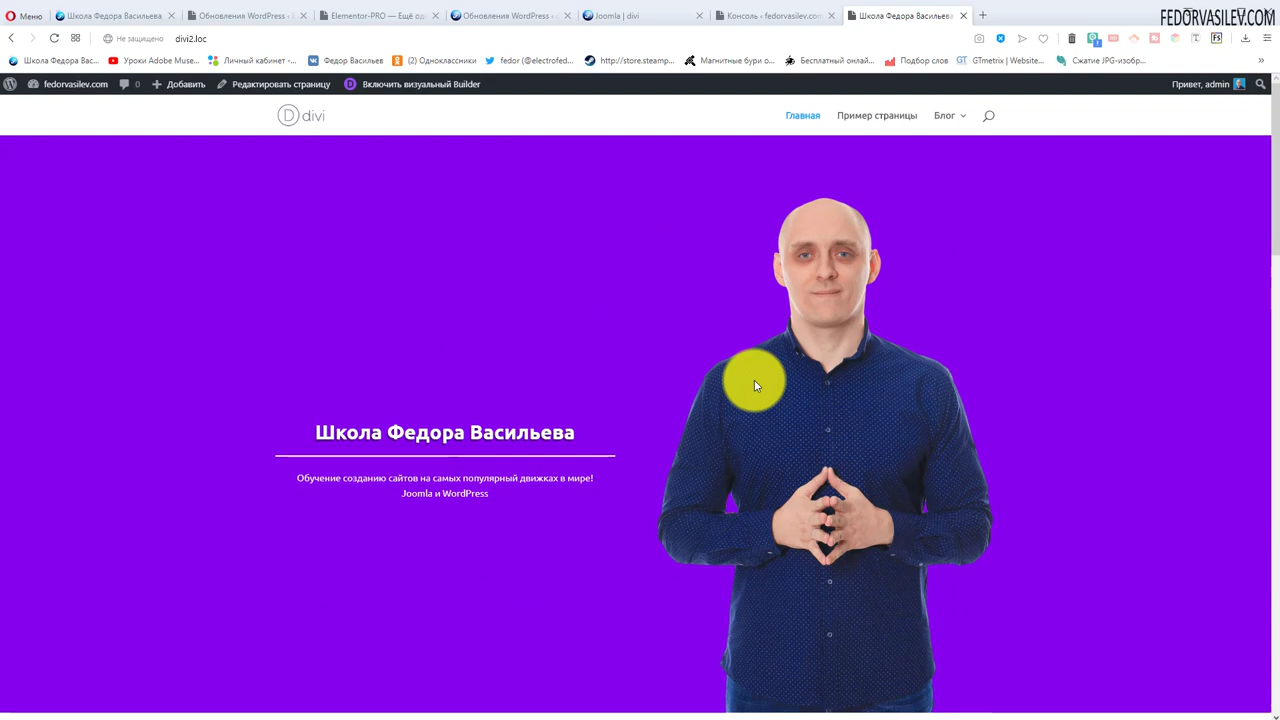 Меню
Школа Федора Васильева
Обновления WordPress ‹
Elementor-PRO — Ещё од
Обновления WordPress ‹
Joomla | divi
Консоль ‹ fedorvasilev.com
Школа Федора Васильева
FEDORVASILEV.COM
Не защищено
divi2.loc
Школа Федора Вас...
Уроки Adobe Muse...
Личный кабинет -...
Федор Васильев
(2) Одноклассники
fedor (@electrofed...
http://store.steamp...
Магнитные бури о...
Бесплатный онлай...
Подбор слов
GTmetrix | Website...
Сжатие JPG-изобр...
fedorvasilev.com
0
Добавить
Редактировать страницу
Включить визуальный Builder
Привет, admin
divi
Главная
Пример страницы
Блог
Школа Федора Васильева
Обучение созданию сайтов на самых популярный движках в мире!
Joomla и WordPress